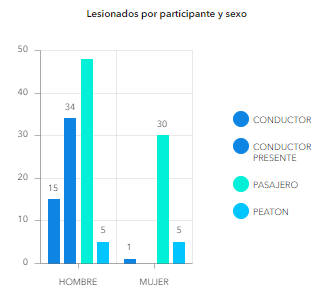 Lesionados por participante y sexo
50
40
30
20
10
0
15
34
5
1
30
5
HOMBRE
MUJER
CONDUCTOR
CONDUCTOR
PRESENTE
PASAJERO
PEATON